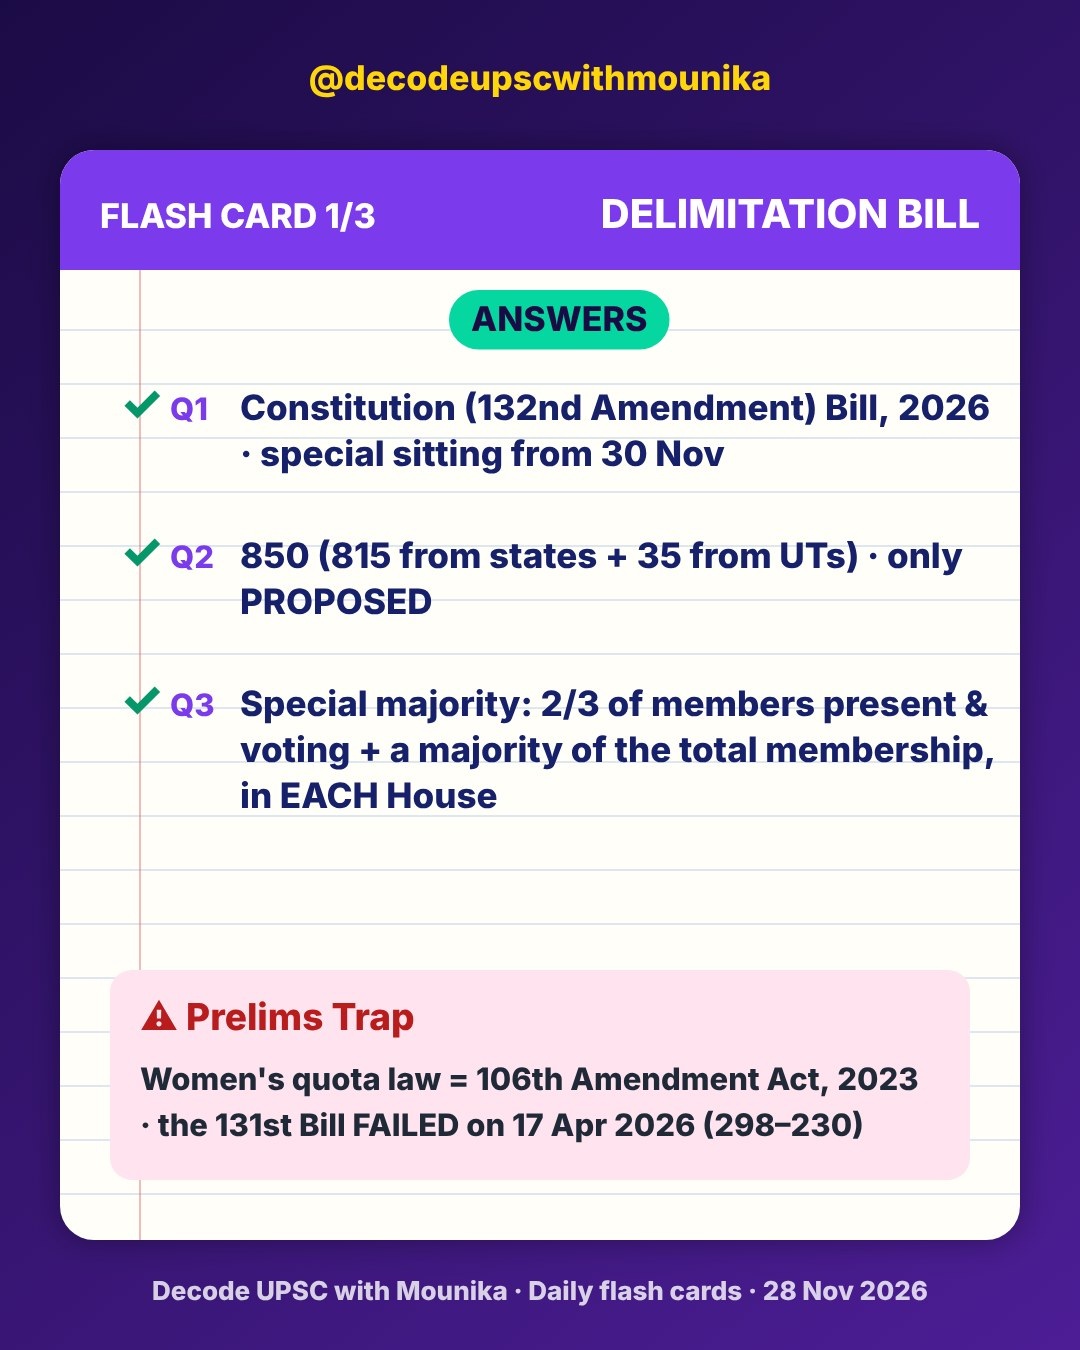 @decodeupscwithmounika
FLASH CARD 1/3
DELIMITATION BILL
ANSWERS
Q1 Constitution (132nd Amendment) Bill, 2026
· special sitting from 30 Nov
Q2 850 (815 from states + 35 from UTs) · only
PROPOSED
Q3 Special majority: 2/3 of members present &
voting + a majority of the total membership,
in EACH House
Prelims Trap
Women's quota law = 106th Amendment Act, 2023
· the 131st Bill FAILED on 17 Apr 2026 (298–230)
Decode UPSC with Mounika · Daily flash cards · 28 Nov 2026